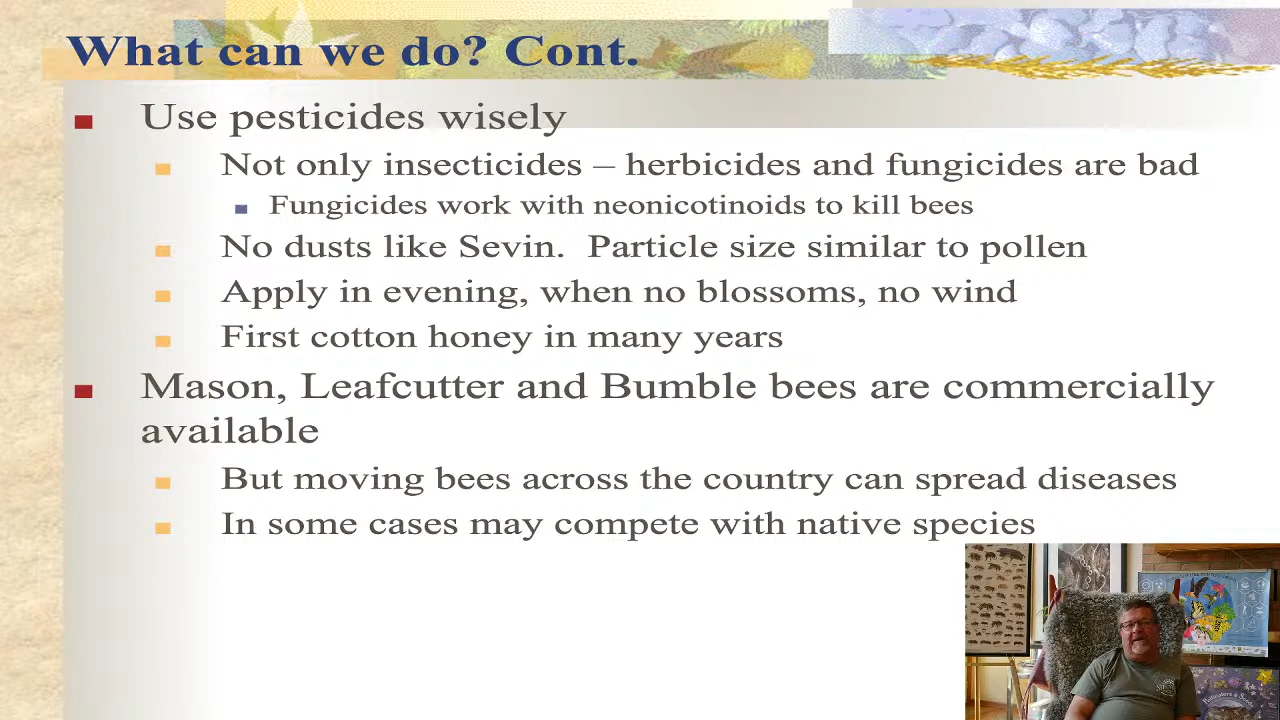 What can we do? Cont.
Use pesticides wisely
Not only insecticides – herbicides and fungicides are bad
Fungicides work with neonicotinoids to kill bees
No dusts like Sevin.  Particle size similar to pollen
Apply in evening, when no blossoms, no wind
First cotton honey in many years
Mason, Leafcutter and Bumble bees are commercially
available
But moving bees across the country can spread diseases
In some cases may compete with native species